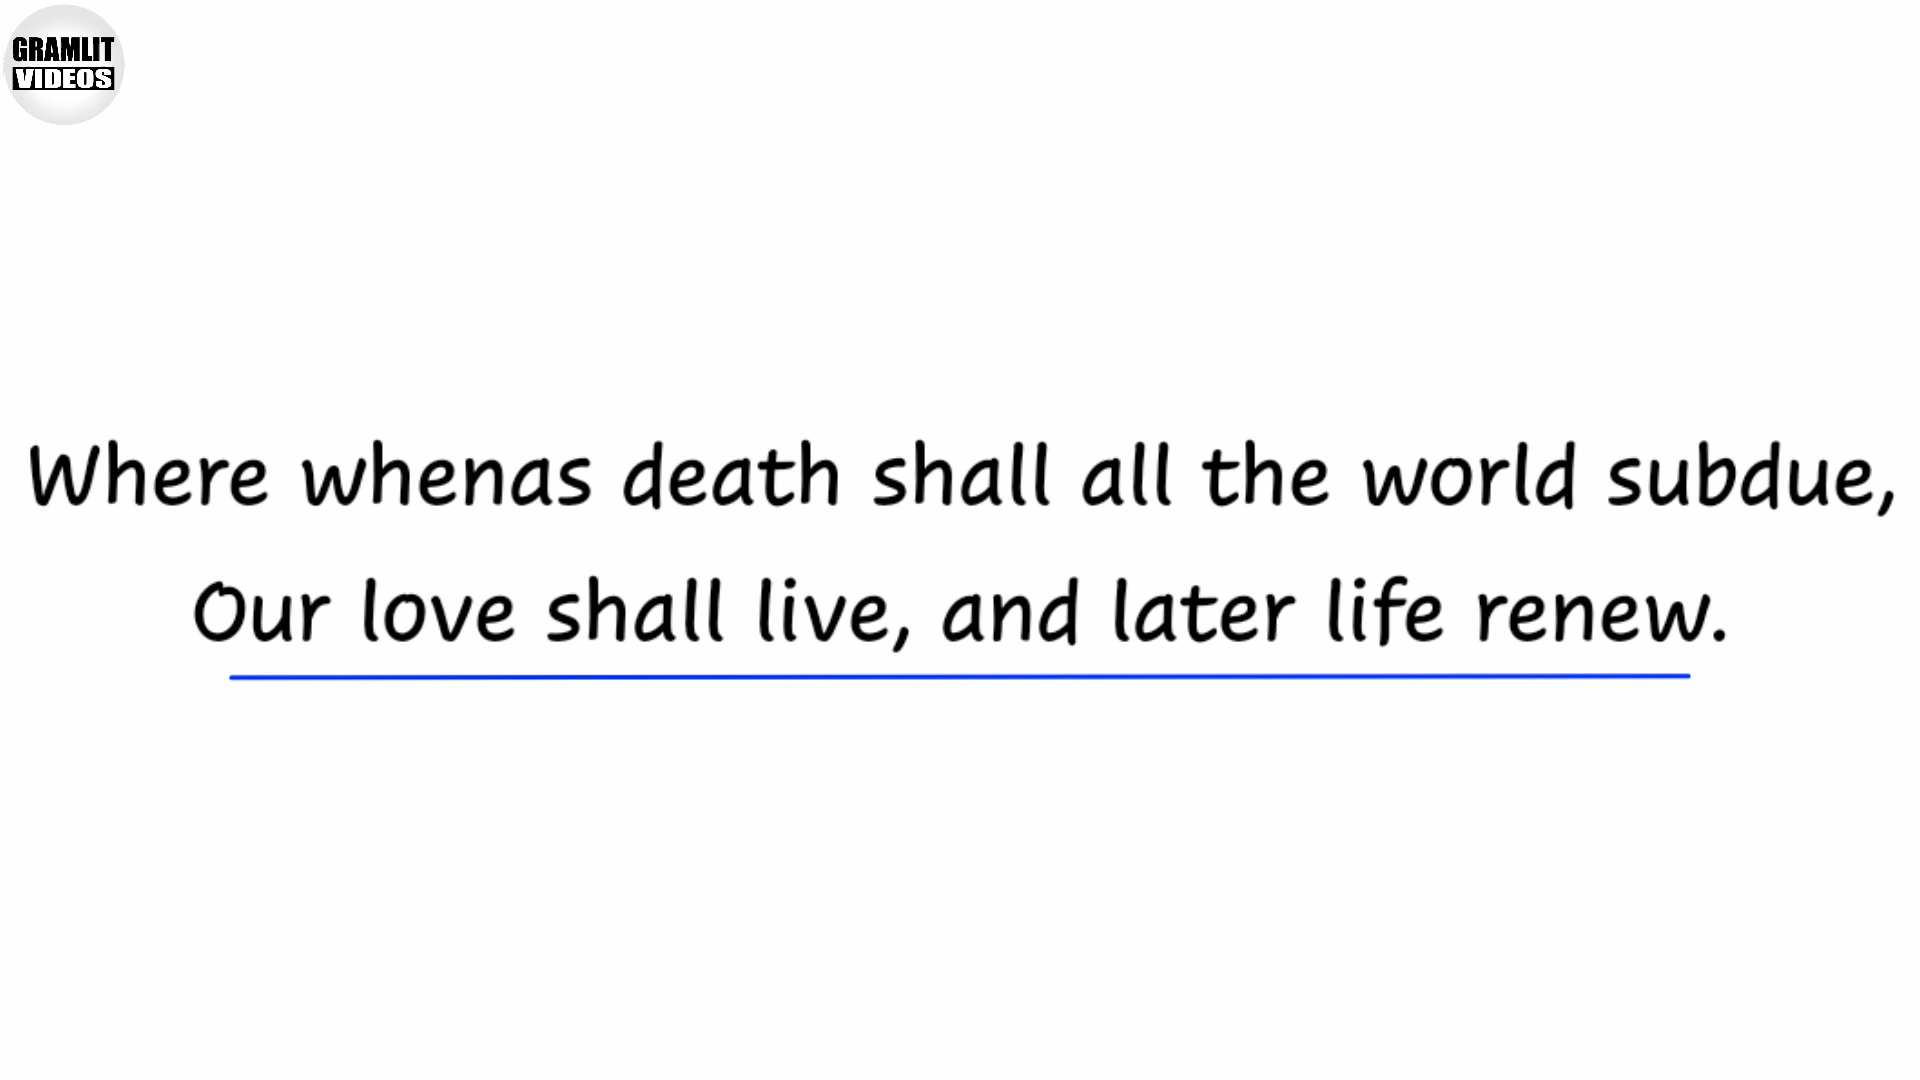 GRAMLIT
VIDEOS
Where whenas death shall all the world subdue,
Our love shall live, and later life renew.